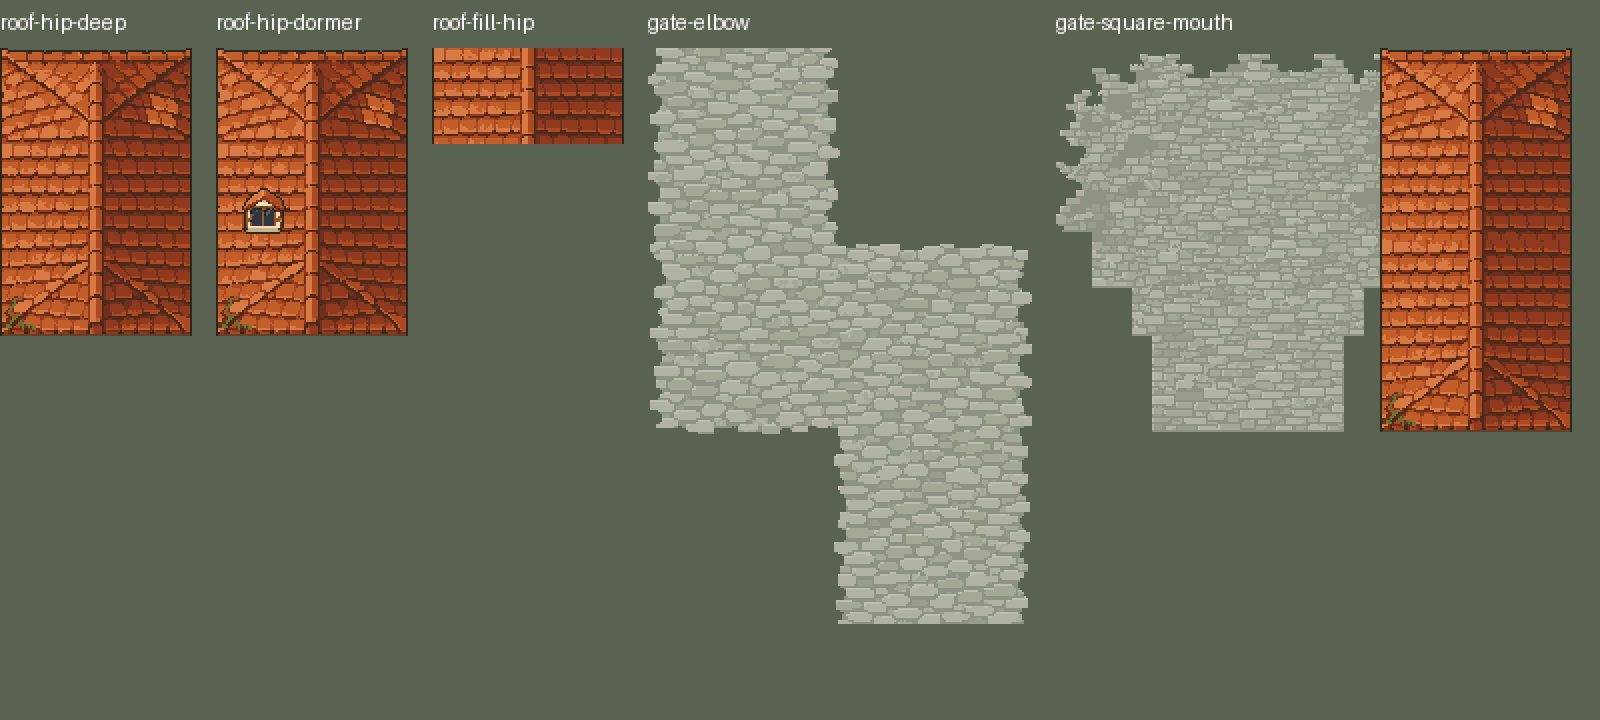 roof-hip-deep
roof-hip-dormer
roof-fill-hip
gate-elbow
gate-square-mouth